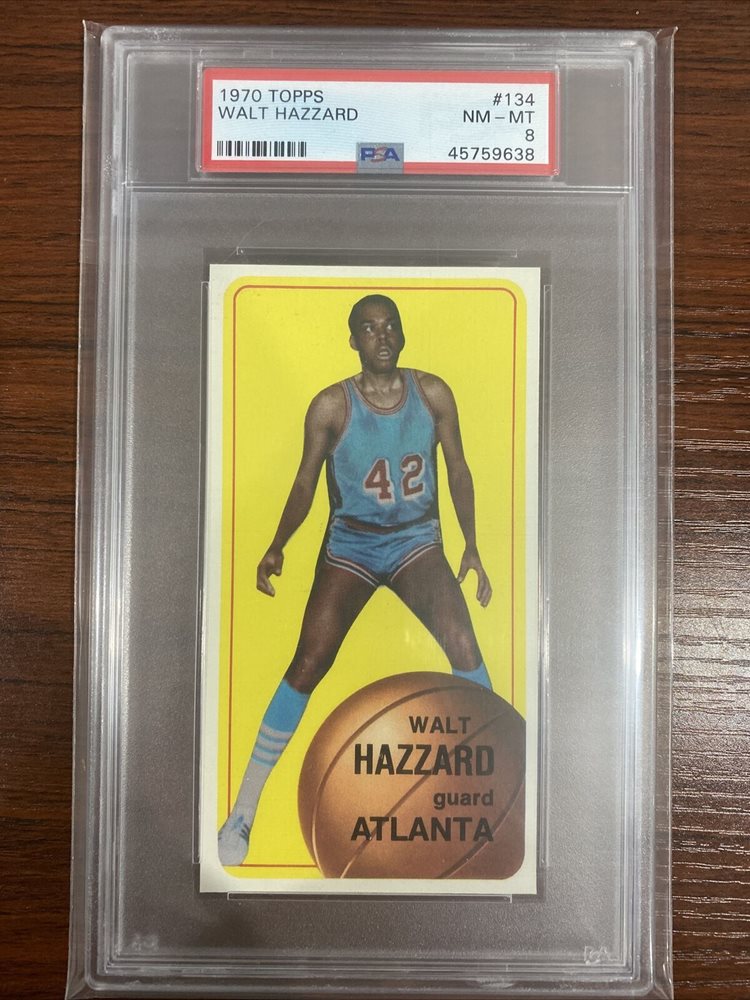 1970 TOPPS #134
WALT HAZZARD NM – MT
8
PSA 45759638
42
WALT
HAZZARD
guard
ATLANTA